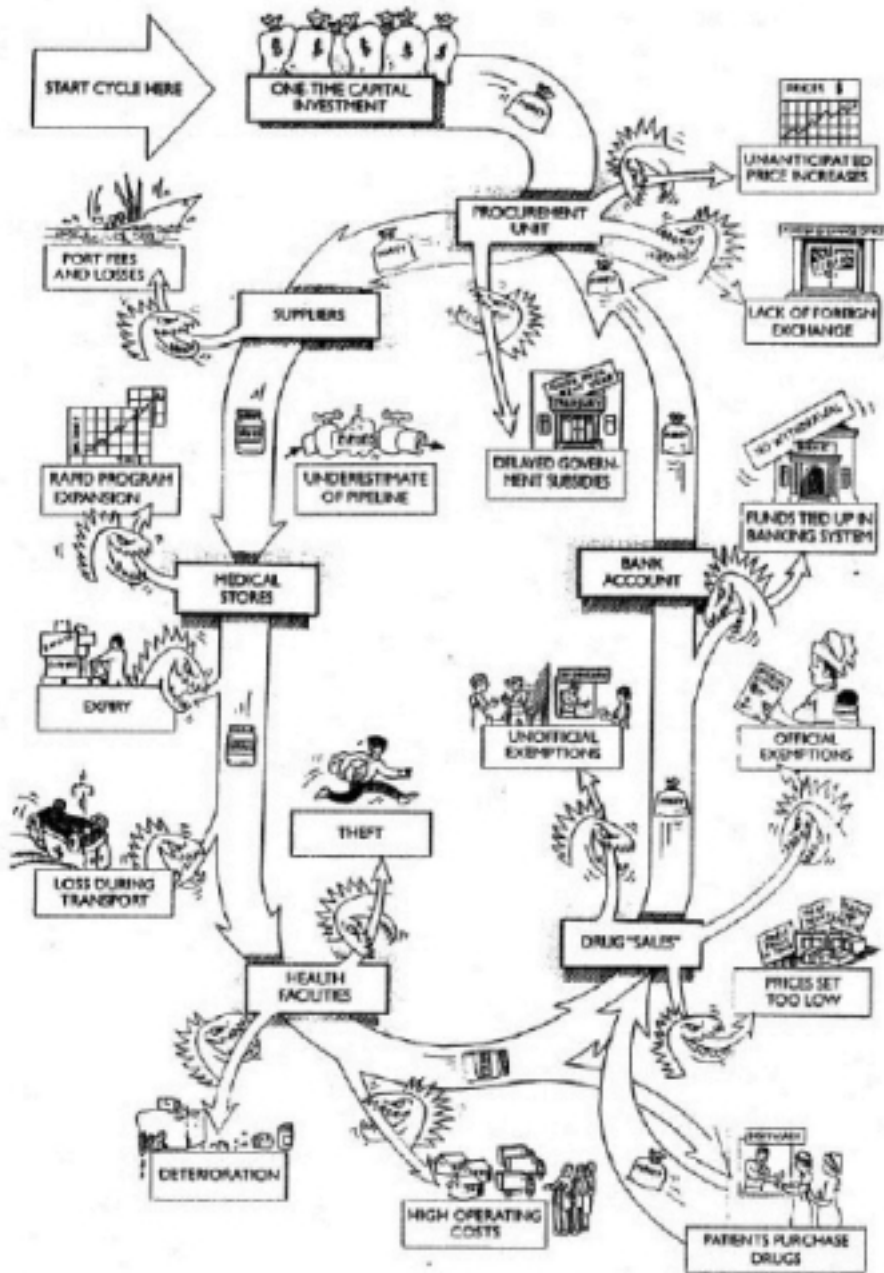 START CYCLE HERE
ONE-TIME CAPITAL
INVESTMENT
PRICES $
UNANTICIPATED
PRICE INCREASES
PROCUREMENT
UNIT
PORT FEES
AND LOSSES
SUPPLIERS
LACK OF FOREIGN
EXCHANGE
RAPID PROGRAM
EXPANSION
UNDERESTIMATE
OF PIPELINE
DELAYED GOVERN-
MENT SUBSIDIES
NO WITHDRAWAL
FUNDS TIED UP IN
BANKING SYSTEM
MEDICAL
STORES
BANK
ACCOUNT
EXPIRY
UNOFFICIAL
EXEMPTIONS
OFFICIAL
EXEMPTIONS
THEFT
LOSS DURING
TRANSPORT
DRUG "SALES"
PRICES SET
TOO LOW
HEALTH
FACILITIES
DETERIORATION
HIGH OPERATING
COSTS
PATIENTS PURCHASE
DRUGS